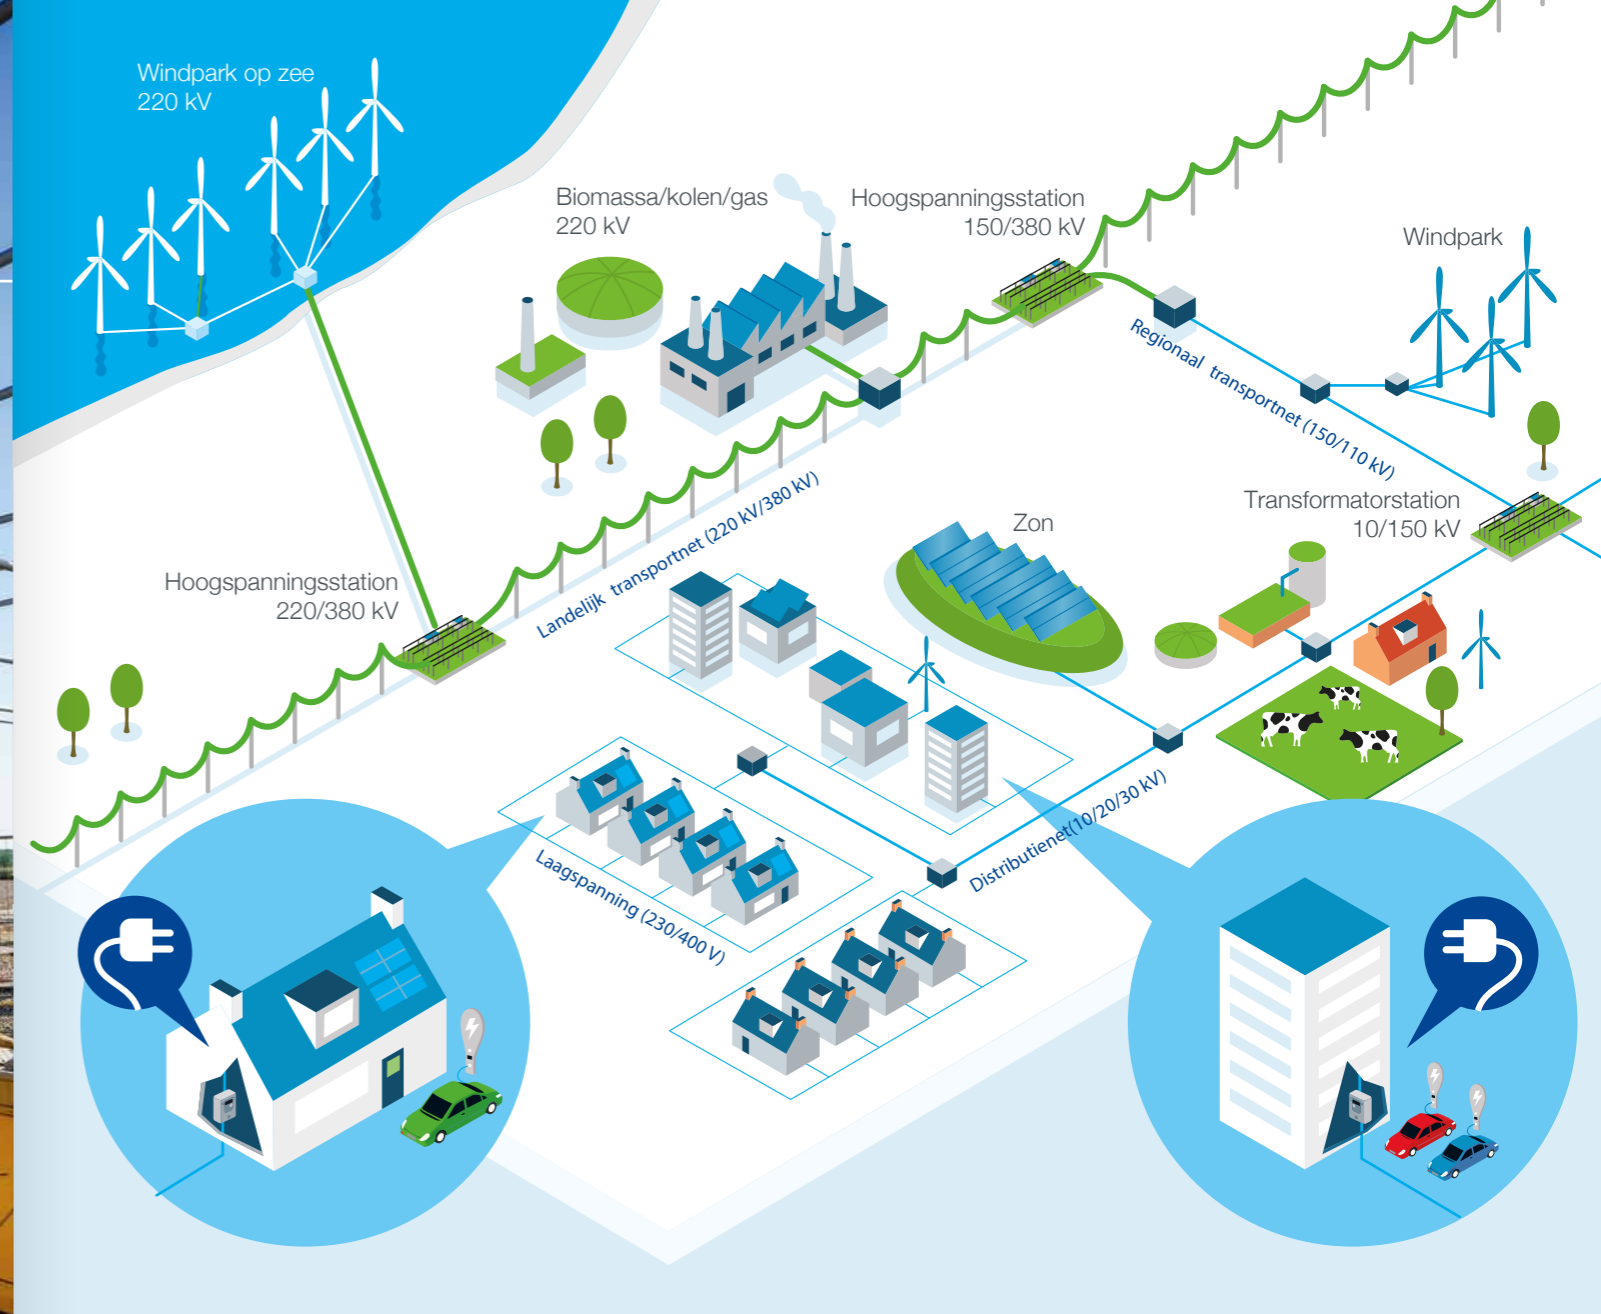 Windpark op zee
220 kV
Biomassa/kolen/gas
220 kV
Hoogspanningsstation
150/380 kV
Windpark
Regionaal transportnet (150/110 kV)
Transformatorstation
10/150 kV
Zon
Landelijk transportnet (220 kV/380 kV)
Hoogspanningsstation
220/380 kV
Distributienet(10/20/30 kV)
Laagspanning (230/400 V)